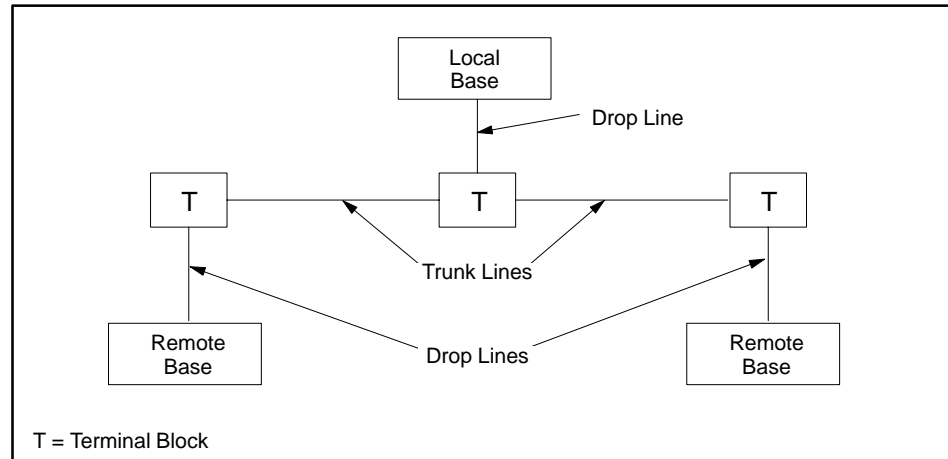 Local
Base
Drop Line
T
T
T
Trunk Lines
Remote
Base
Drop Lines
Remote
Base
T = Terminal Block